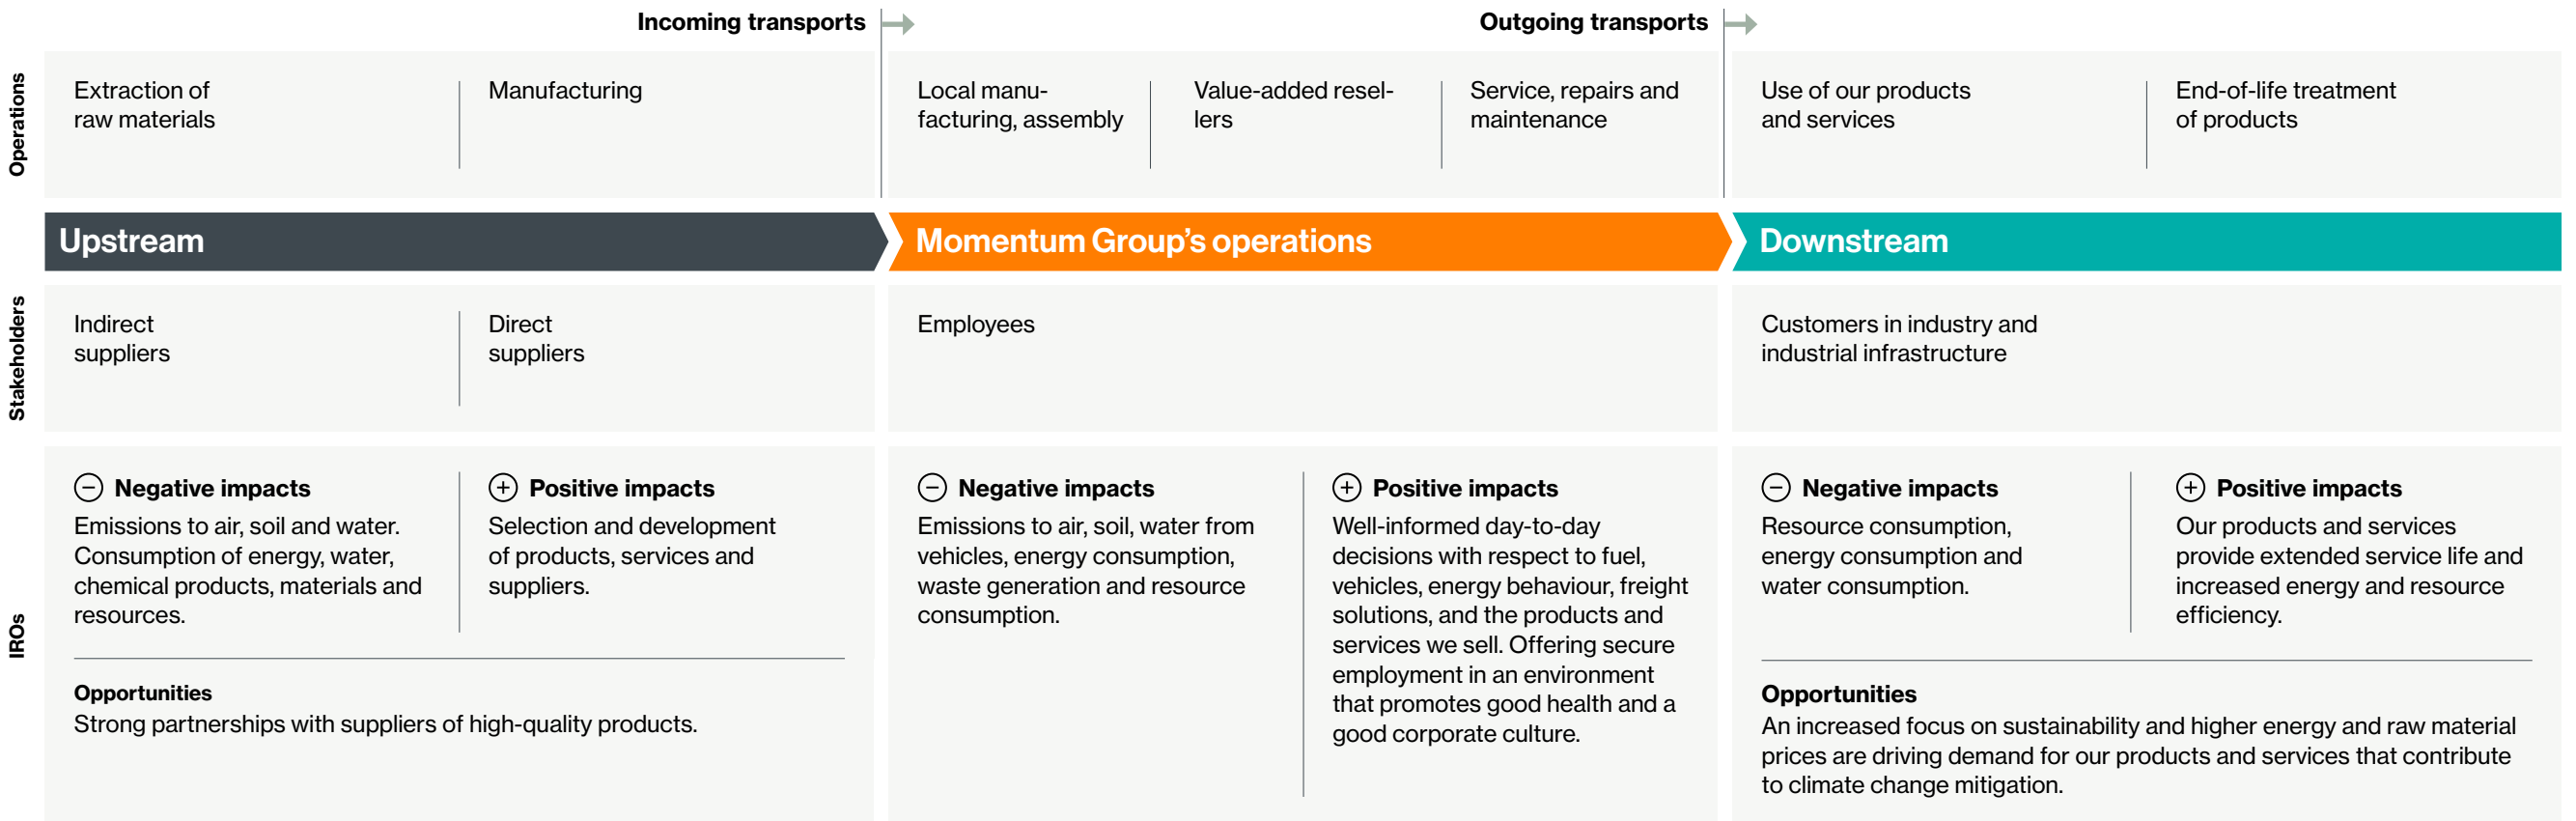 Incoming transports
Outgoing transports
Operations
Extraction of
raw materials
Manufacturing
Local manu-
facturing, assembly
Value-added resel-
lers
Service, repairs and
maintenance
Use of our products
and services
End-of-life treatment
of products
Upstream
Momentum Group’s operations
Downstream
Stakeholders
Indirect
suppliers
Direct
suppliers
Employees
Customers in industry and
industrial infrastructure
IROs
Negative impacts
Emissions to air, soil and water.
Consumption of energy, water,
chemical products, materials and
resources.
Positive impacts
Selection and development
of products, services and
suppliers.
Opportunities
Strong partnerships with suppliers of high-quality products.
Negative impacts
Emissions to air, soil, water from
vehicles, energy consumption,
waste generation and resource
consumption.
Positive impacts
Well-informed day-to-day
decisions with respect to fuel,
vehicles, energy behaviour, freight
solutions, and the products and
services we sell. Offering secure
employment in an environment
that promotes good health and a
good corporate culture.
Negative impacts
Resource consumption,
energy consumption and
water consumption.
Positive impacts
Our products and services
provide extended service life and
increased energy and resource
efficiency.
Opportunities
An increased focus on sustainability and higher energy and raw material
prices are driving demand for our products and services that contribute
to climate change mitigation.